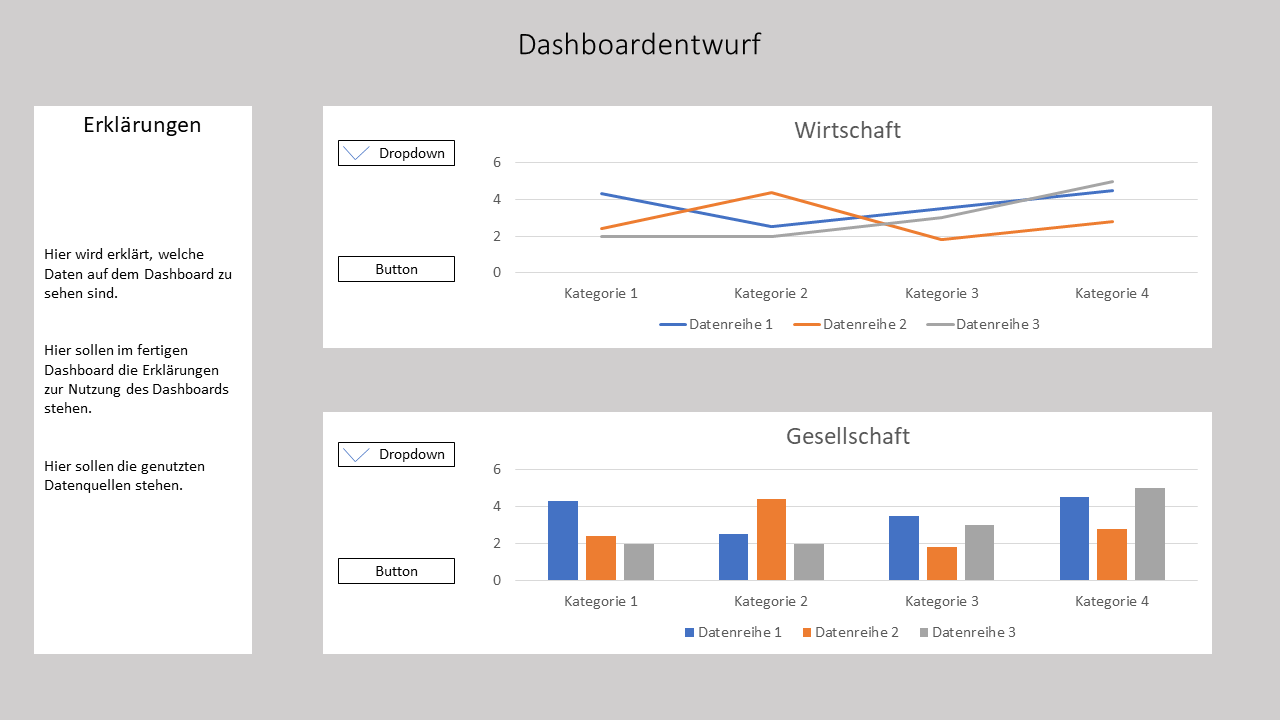 Dashboardentwurf
Erklärungen
Hier wird erklärt, welche
Daten auf dem Dashboard zu
sehen sind.
Hier sollen im fertigen
Dashboard die Erklärungen
zur Nutzung des Dashboards
stehen.
Hier sollen die genutzten
Datenquellen stehen.
Dropdown
Button
Wirtschaft
6
4
2
0
Kategorie 1 Kategorie 2 Kategorie 3 Kategorie 4
Datenreihe 1 Datenreihe 2 Datenreihe 3
Dropdown
Button
Gesellschaft
6
4
2
0
Kategorie 1 Kategorie 2 Kategorie 3 Kategorie 4
Datenreihe 1 Datenreihe 2 Datenreihe 3